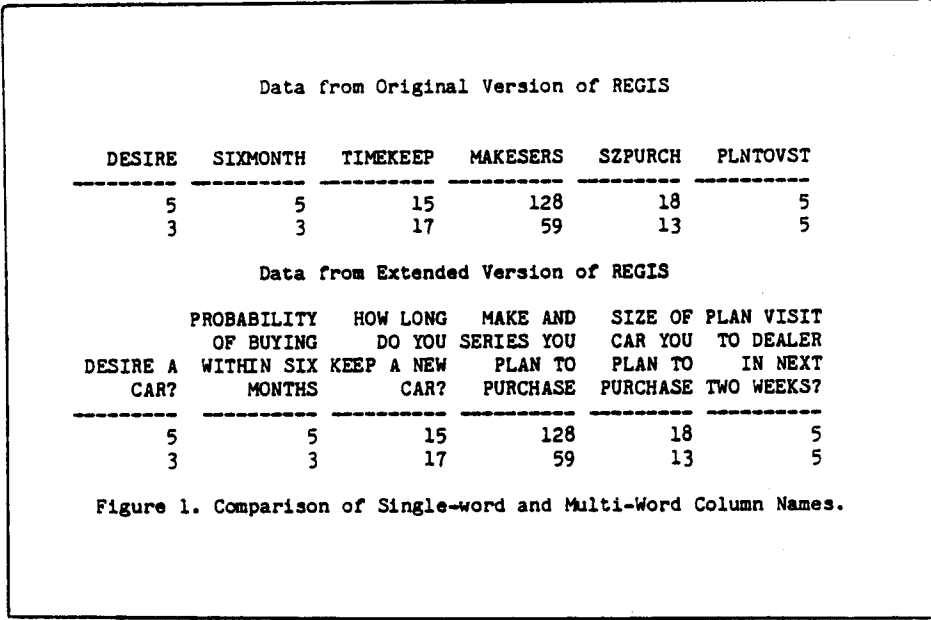 Data from Original Version of REGIS
DESIRE SIXMONTH TIMEKEEP MAKESERS SZPURCH PLNTOVST
---------- ---------- ---------- ---------- ---------- ----------
5 5 15 128 18 5
3 3 17 59 13 5
Data from Extended Version of REGIS
PROBABILITY HOW LONG MAKE AND SIZE OF PLAN VISIT
OF BUYING DO YOU SERIES YOU CAR YOU TO DEALER
DESIRE A WITHIN SIX KEEP A NEW PLAN TO PLAN TO IN NEXT
CAR? MONTHS CAR? PURCHASE PURCHASE TWO WEEKS?
---------- ---------- ---------- ---------- ---------- ----------
5 5 15 128 18 5
3 3 17 59 13 5
Figure 1. Comparison of Single-word and Multi-Word Column Names.